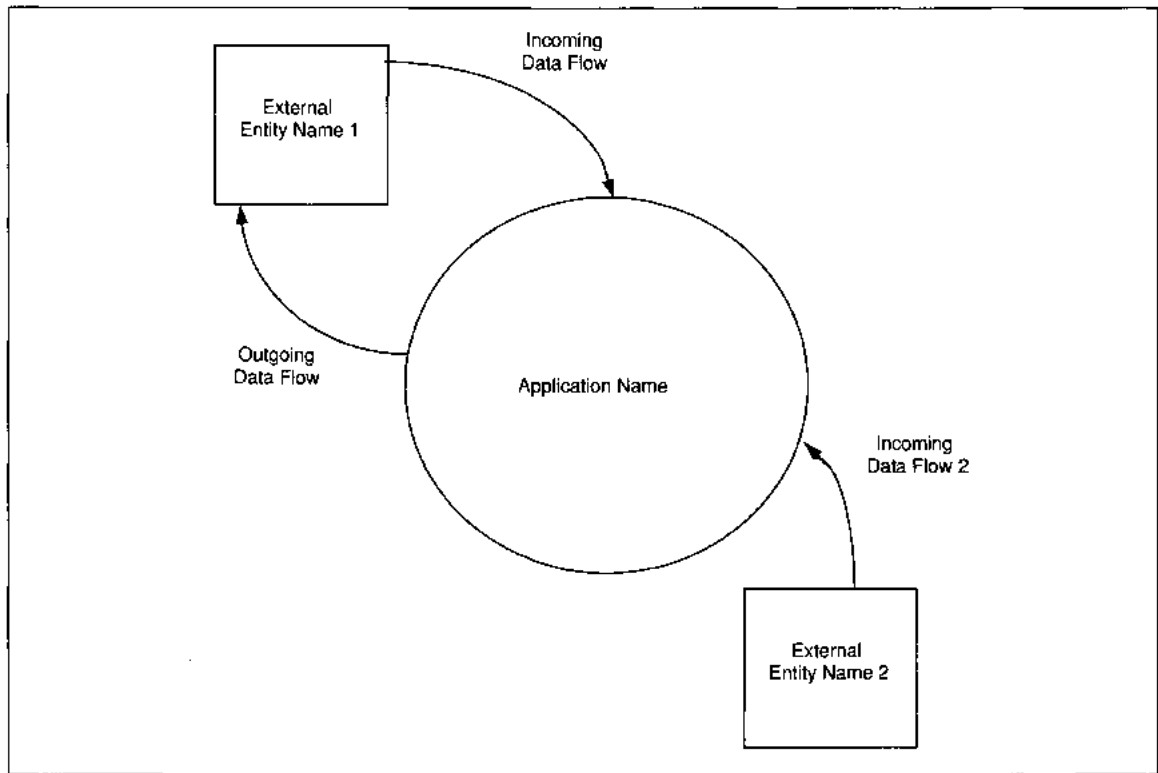 Incoming
Data Flow
External
Entity Name 1
Outgoing
Data Flow
Application Name
Incoming
Data Flow 2
External
Entity Name 2